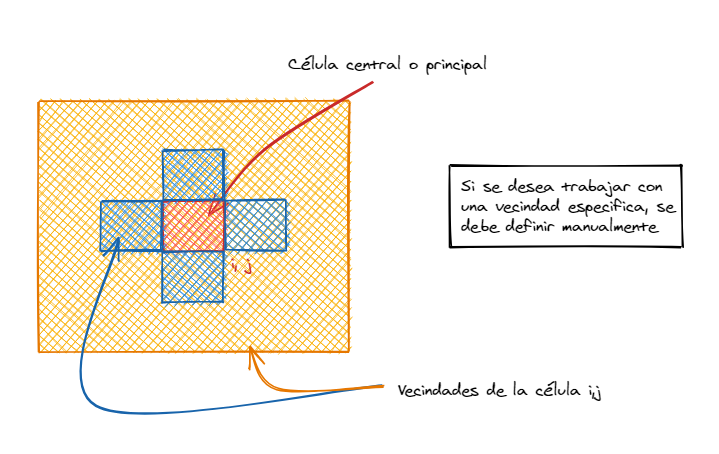 Célula central o principal
Si se desea trabajar con
una vecindad especifica, se
debe definir manualmente
i, j
Vecindades de la célula i,j